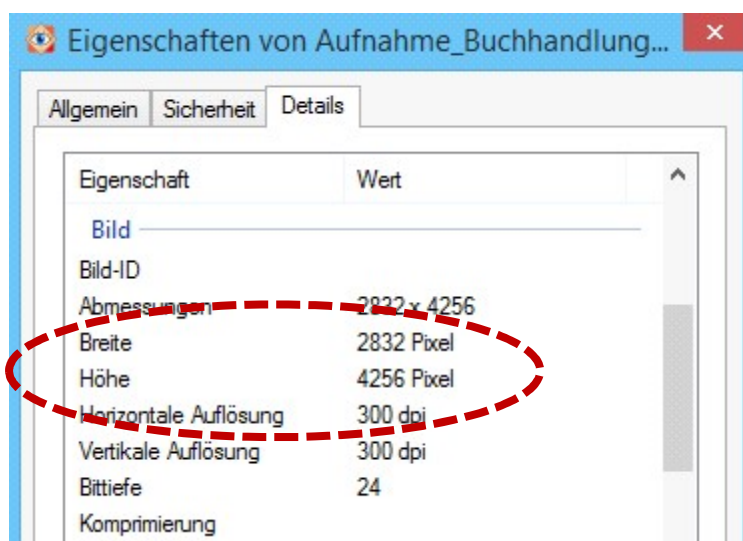 Eigenschaften von Aufnahme_Buchhandlung...
Allgemein Sicherheit Details
Eigenschaft Wert
Bild
Bild-ID
Abmessungen 2832 x 4256
Breite 2832 Pixel
Höhe 4256 Pixel
Horizontale Auflösung 300 dpi
Vertikale Auflösung 300 dpi
Bittiefe 24
Komprimierung